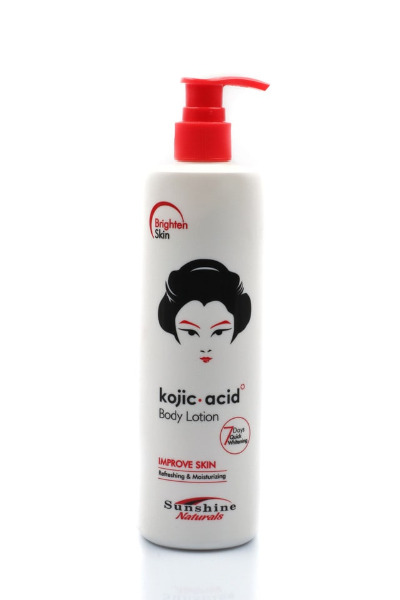 Brighten
Skin
kojic·acid
Body Lotion
7 Days
Quick
Whitening
IMPROVE SKIN
Refreshing & Moisturizing
Sunshine
Naturals